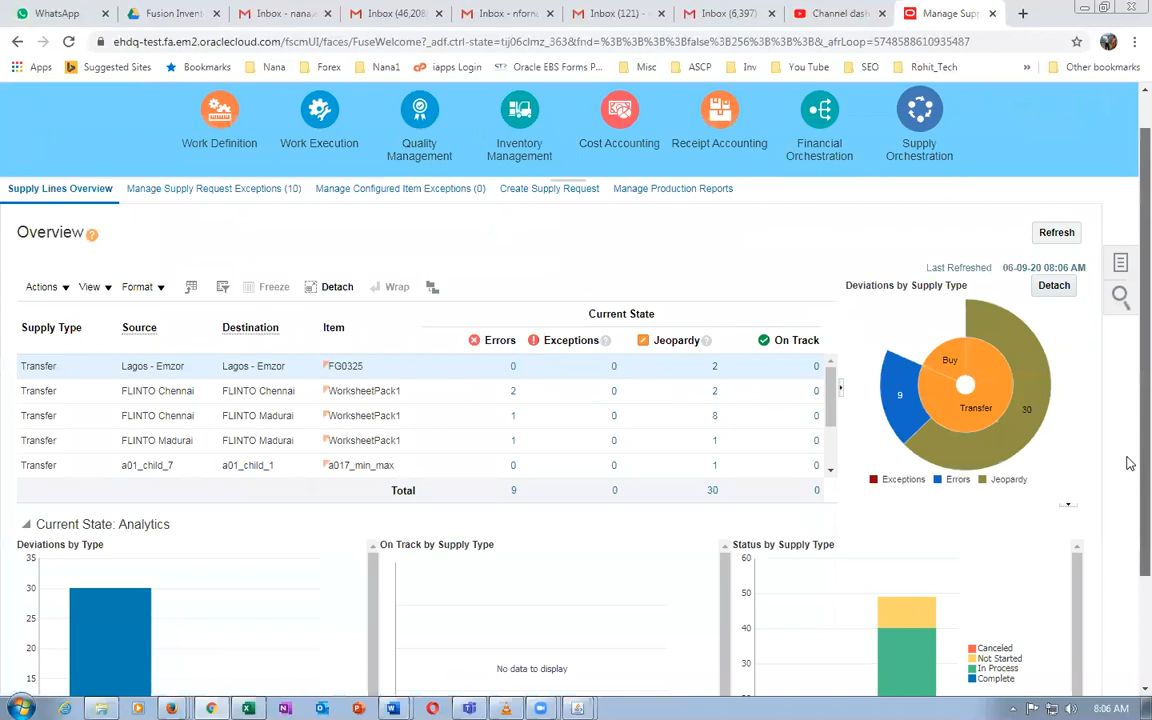 WhatsApp
Fusion Invent
Inbox - nana.
Inbox (46,208)
Inbox - nforn
Inbox (121) -
Inbox (6,397)
Channel dash
Manage Supp
ehdq-test.fa.em2.oraclecloud.com/fscmUI/faces/FuseWelcome?_adf.ctrl-state=tij06clmz_363&fnd=%3B%3B%3B%3Bfalse%3B256%3B%3B%3B&_afrLoop=5748588610935487
Apps
Suggested Sites
Bookmarks
Nana
Forex
Nana1
iapps Login
Oracle EBS Forms P...
Misc
ASCP
Inv
You Tube
SEO
Rohit_Tech
»
Other bookmarks
Work Definition
Work Execution
Quality
Management
Inventory
Management
Cost Accounting
Receipt Accounting
Financial
Orchestration
Supply
Orchestration
Supply Lines Overview
Manage Supply Request Exceptions (10)
Manage Configured Item Exceptions (0)
Create Supply Request
Manage Production Reports
Overview
Refresh
Last Refreshed 06-09-20 08:06 AM
Actions View Format Freeze Detach Wrap
Deviations by Supply Type
Detach
Current State
Supply Type Source Destination Item Errors Exceptions Jeopardy On Track
Transfer Lagos - Emzor Lagos - Emzor FG0325 0 0 2 0
Transfer FLINTO Chennai FLINTO Chennai WorksheetPack1 2 0 2 0
Transfer FLINTO Chennai FLINTO Madurai WorksheetPack1 1 0 8 0
Transfer FLINTO Madurai FLINTO Madurai WorksheetPack1 1 0 1 0
Transfer a01_child_7 a01_child_1 a017_min_max 0 0 1 0
Total 9 0 30 0
Buy
Transfer
9
30
Exceptions Errors Jeopardy
Current State: Analytics
Deviations by Type
35
30
25
20
15
On Track by Supply Type
No data to display
Status by Supply Type
60
50
40
30
Canceled
Not Started
In Process
Complete
8:06 AM